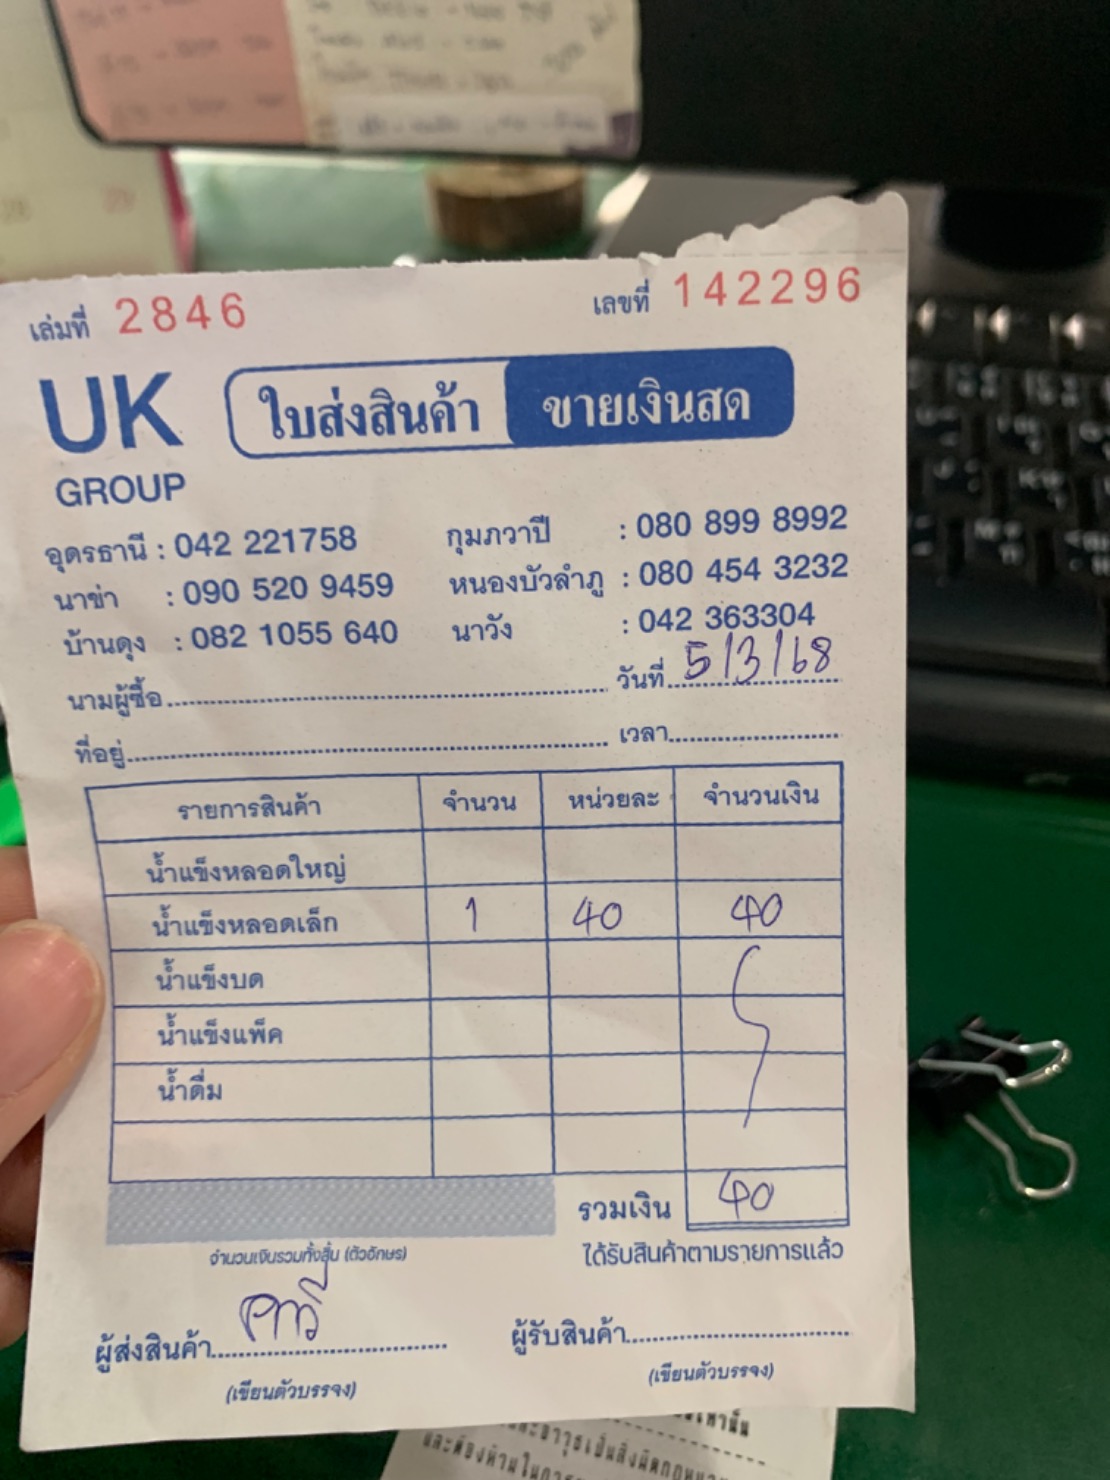 เล่มที่ 2846 เลขที่ 142296
UK GROUP
ใบส่งสินค้า ขายเงินสด
อุดรธานี : 042 221758 กุมภวาปี : 080 899 8992
นาข่า : 090 520 9459 หนองบัวลำภู : 080 454 3232
บ้านดุง : 082 1055 640 นาวัง : 042 363304
นามผู้ซื้อ วันที่ 5/3/68
ที่อยู่ เวลา
รายการสินค้า จำนวน หน่วยละ จำนวนเงิน
น้ำแข็งหลอดใหญ่
น้ำแข็งหลอดเล็ก 1 40 40
น้ำแข็งบด
น้ำแข็งแพ็ค
น้ำดื่ม
รวมเงิน 40
จำนวนเงินรวมทั้งสิ้น (ตัวอักษร) ได้รับสินค้าตามรายการแล้ว
ผู้ส่งสินค้า ผู้รับสินค้า
(เขียนตัวบรรจง) (เขียนตัวบรรจง)